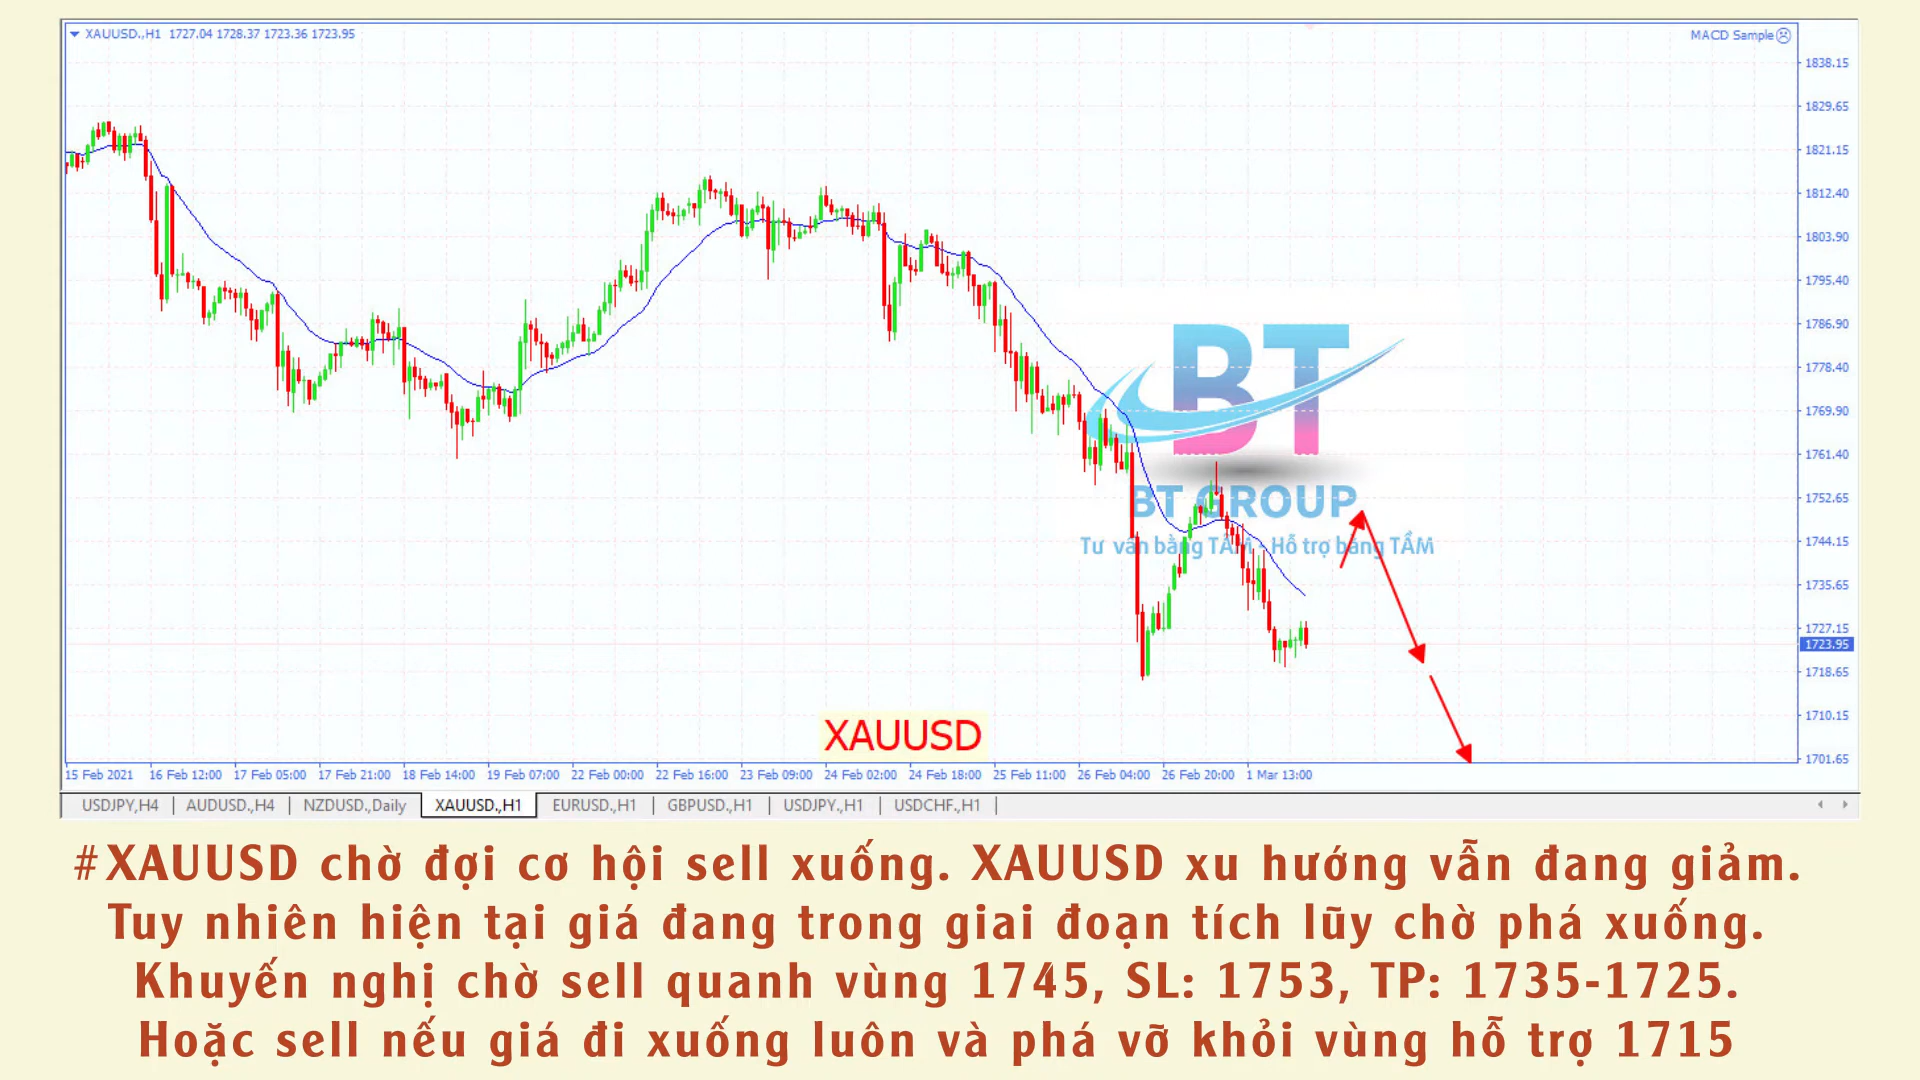 XAUUSD.,H1 1727.04 1728.37 1723.36 1723.95
MACD Sample
1838.15
1829.65
1821.15
1812.40
1803.90
1795.40
1786.90
1778.40
1769.90
1761.40
1752.65
1744.15
1735.65
1727.15
1723.95
1718.65
1710.15
1701.65
BT
BT GROUP
Tư vấn bằng TÂM - Hỗ trợ bằng TẦM
XAUUSD
15 Feb 2021 16 Feb 12:00 17 Feb 05:00 17 Feb 21:00 18 Feb 14:00 19 Feb 07:00 22 Feb 00:00 22 Feb 16:00 23 Feb 09:00 24 Feb 02:00 24 Feb 18:00 25 Feb 11:00 26 Feb 04:00 26 Feb 20:00 1 Mar 13:00
USDJPY,H4 | AUDUSD.,H4 | NZDUSD.,Daily XAUUSD.,H1 EURUSD.,H1 | GBPUSD.,H1 | USDJPY.,H1 | USDCHF.,H1 |
#XAUUSD chờ đợi cơ hội sell xuống. XAUUSD xu hướng vẫn đang giảm.
Tuy nhiên hiện tại giá đang trong giai đoạn tích lũy chờ phá xuống.
Khuyến nghị chờ sell quanh vùng 1745, SL: 1753, TP: 1735-1725.
Hoặc sell nếu giá đi xuống luôn và phá vỡ khỏi vùng hỗ trợ 1715